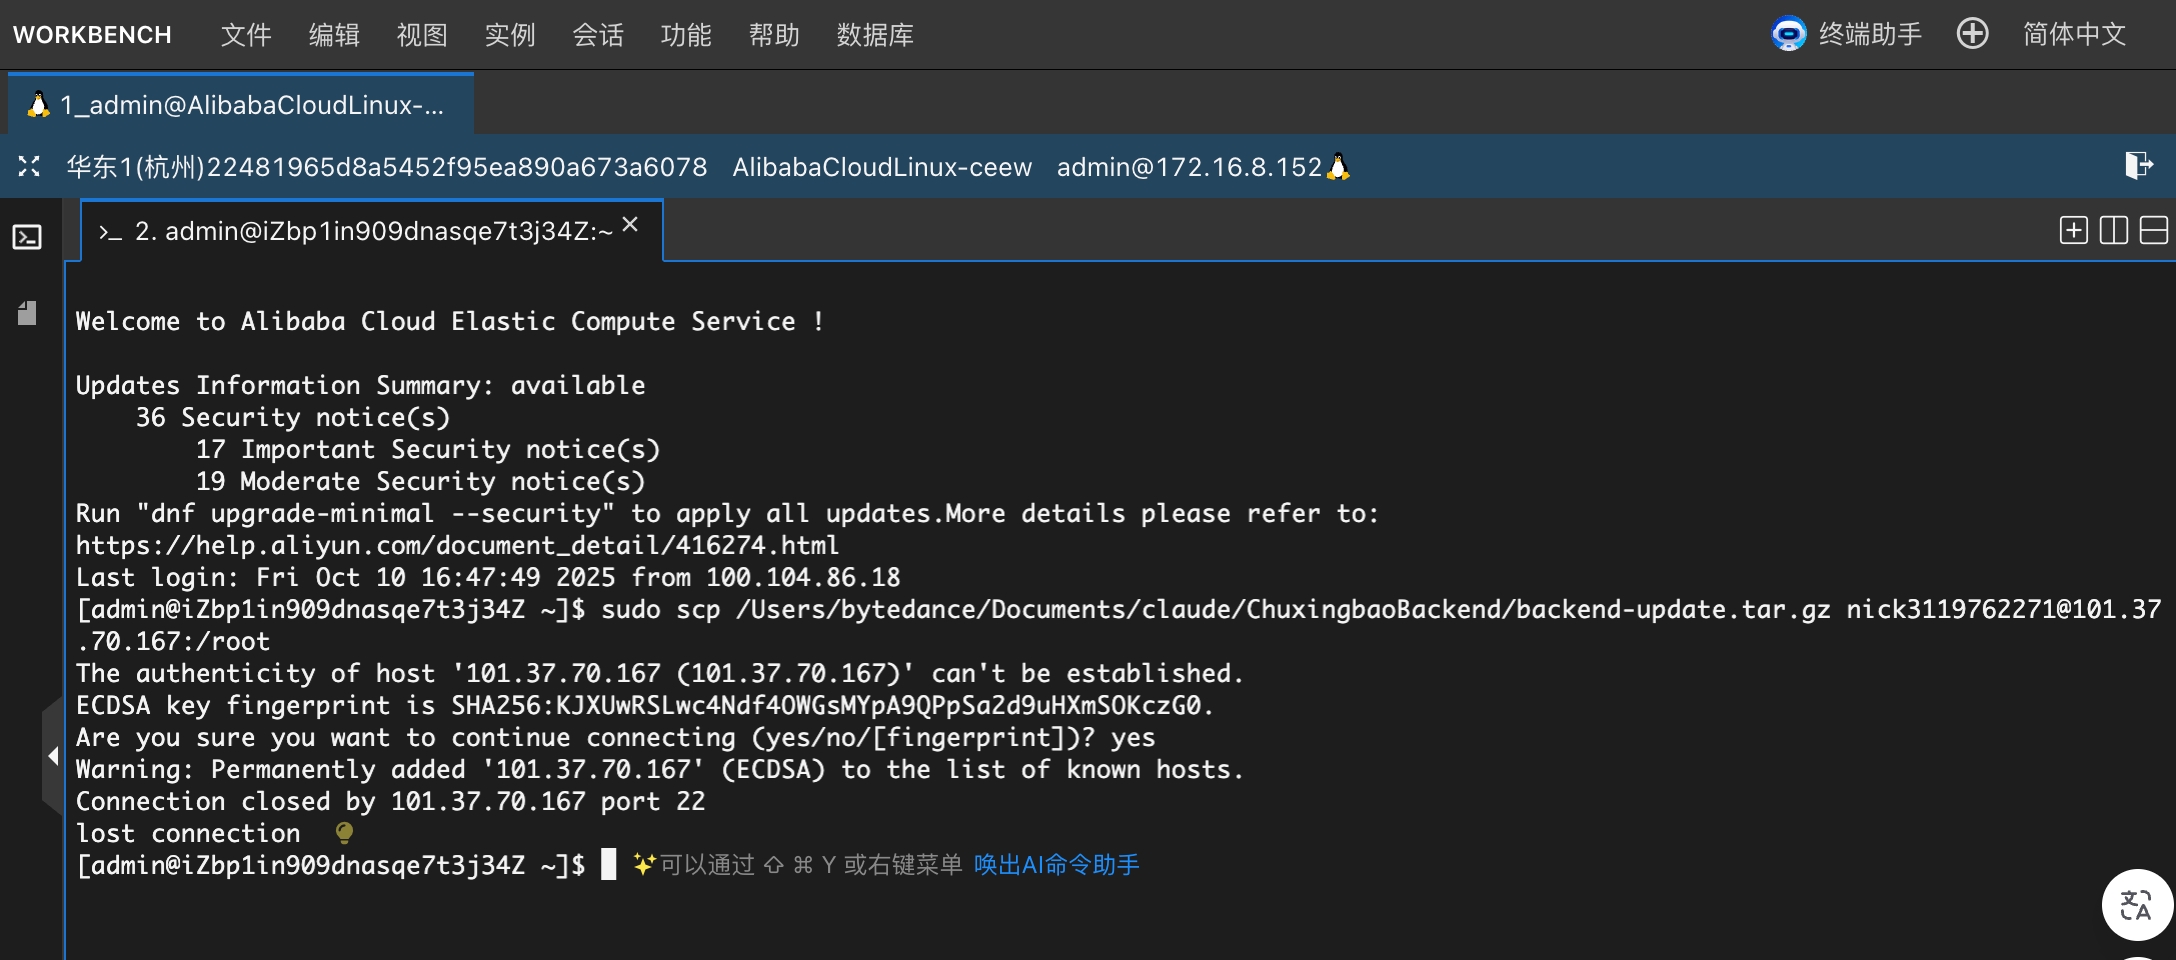 WORKBENCH 文件 编辑 视图 实例 会话 功能 帮助 数据库 终端助手 简体中文
1_admin@AlibabaCloudLinux-...
华东1(杭州)22481965d8a5452f95ea890a673a6078 AlibabaCloudLinux-ceew admin@172.16.8.152
>_ 2. admin@iZbp1in909dnasqe7t3j34Z:~ ×
Welcome to Alibaba Cloud Elastic Compute Service !
Updates Information Summary: available
36 Security notice(s)
17 Important Security notice(s)
19 Moderate Security notice(s)
Run "dnf upgrade-minimal --security" to apply all updates.More details please refer to:
https://help.aliyun.com/document_detail/416274.html
Last login: Fri Oct 10 16:47:49 2025 from 100.104.86.18
[admin@iZbp1in909dnasqe7t3j34Z ~]$ sudo scp /Users/bytedance/Documents/claude/ChuxingbaoBackend/backend-update.tar.gz nick3119762271@101.37
.70.167:/root
The authenticity of host '101.37.70.167 (101.37.70.167)' can't be established.
ECDSA key fingerprint is SHA256:KJXUwRSLwc4Ndf4OWGsMYpA9QPpSa2d9uHXmSOKczG0.
Are you sure you want to continue connecting (yes/no/[fingerprint])? yes
Warning: Permanently added '101.37.70.167' (ECDSA) to the list of known hosts.
Connection closed by 101.37.70.167 port 22
lost connection
[admin@iZbp1in909dnasqe7t3j34Z ~]$ ✨可以通过 ⇧ ⌘ Y 或右键菜单 唤出AI命令助手
文A